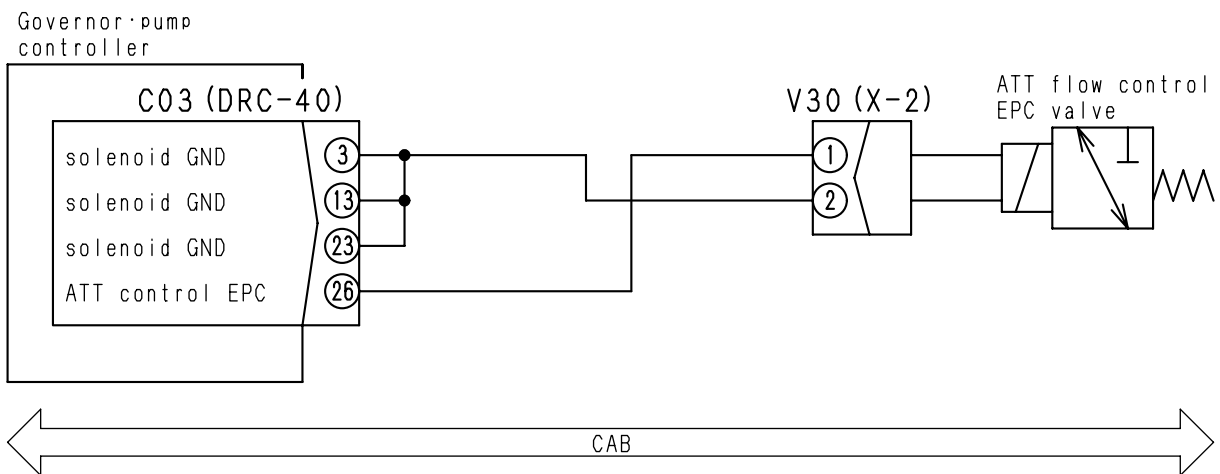 Governor·pump
controller
C03 (DRC-40)
solenoid GND 3
solenoid GND 13
solenoid GND 23
ATT control EPC 26
V30 (X-2)
1
2
ATT flow control
EPC valve
CAB